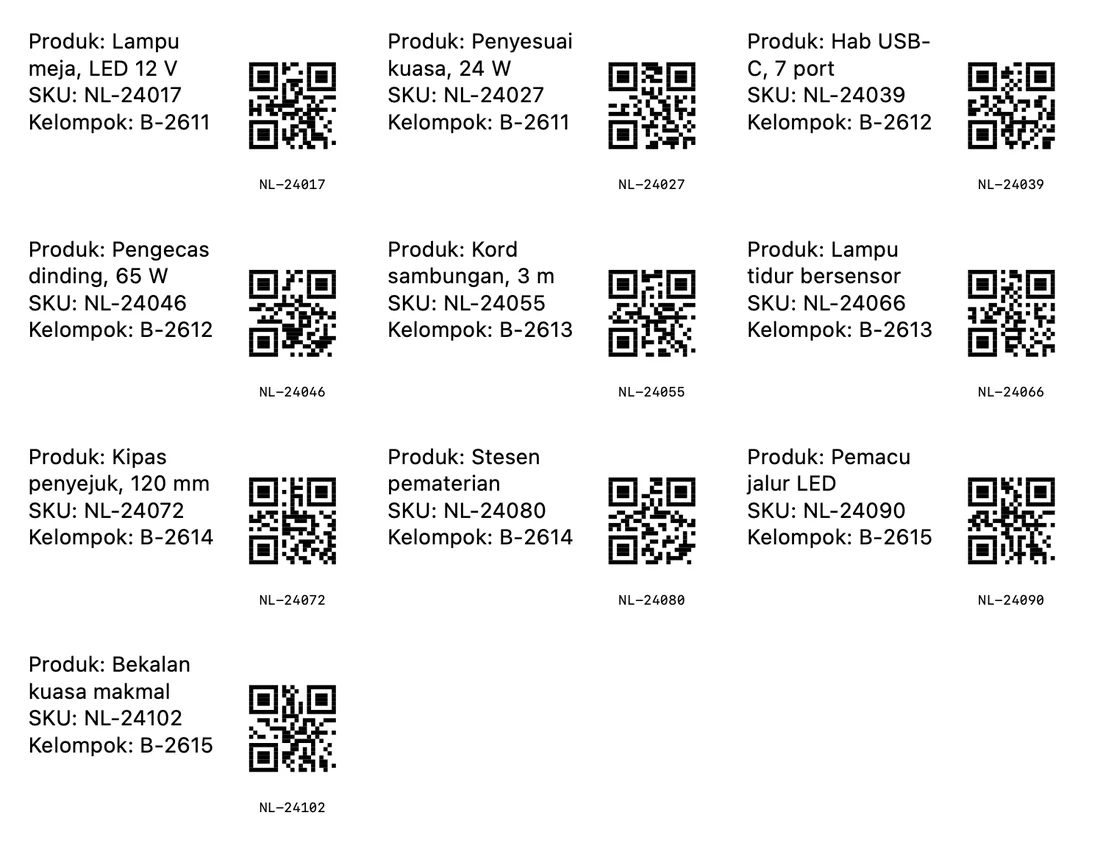 Produk: Lampu
meja, LED 12 V
SKU: NL-24017
Kelompok: B-2611
NL-24017
Produk: Penyesuai
kuasa, 24 W
SKU: NL-24027
Kelompok: B-2611
NL-24027
Produk: Hab USB-
C, 7 port
SKU: NL-24039
Kelompok: B-2612
NL-24039
Produk: Pengecas
dinding, 65 W
SKU: NL-24046
Kelompok: B-2612
NL-24046
Produk: Kord
sambungan, 3 m
SKU: NL-24055
Kelompok: B-2613
NL-24055
Produk: Lampu
tidur bersensor
SKU: NL-24066
Kelompok: B-2613
NL-24066
Produk: Kipas
penyejuk, 120 mm
SKU: NL-24072
Kelompok: B-2614
NL-24072
Produk: Stesen
pematerian
SKU: NL-24080
Kelompok: B-2614
NL-24080
Produk: Pemacu
jalur LED
SKU: NL-24090
Kelompok: B-2615
NL-24090
Produk: Bekalan
kuasa makmal
SKU: NL-24102
Kelompok: B-2615
NL-24102